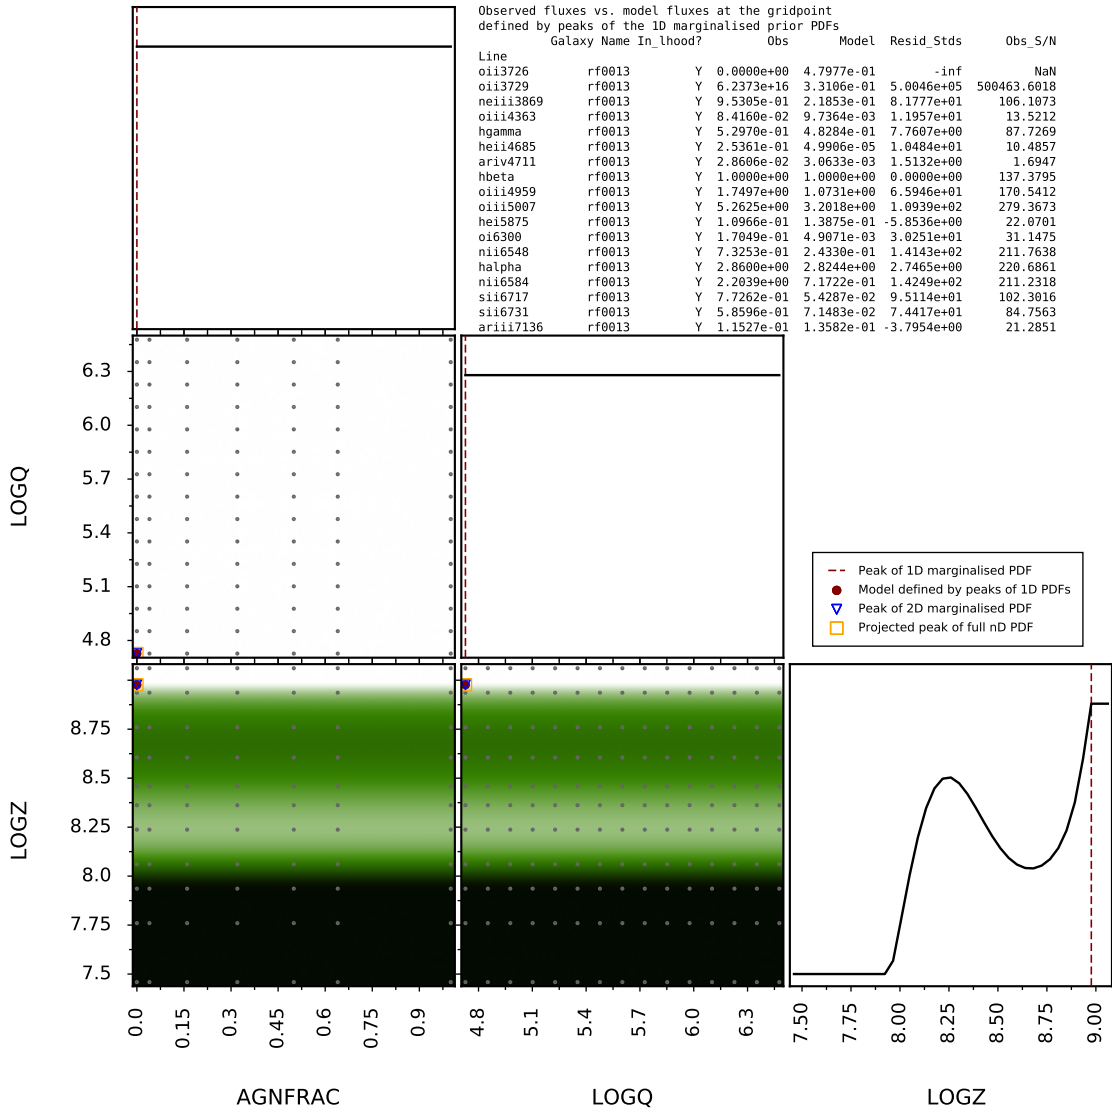 Observed fluxes vs. model fluxes at the gridpoint
defined by peaks of the 1D marginalised prior PDFs
Galaxy Name In_lhood? Obs Model Resid_Stds Obs_S/N
Line
oii3726 rf0013 Y 0.0000e+00 4.7977e-01 -inf NaN
oii3729 rf0013 Y 6.2373e+16 3.3106e-01 5.0046e+05 500463.6018
neiii3869 rf0013 Y 9.5305e-01 2.1853e-01 8.1777e+01 106.1073
oiii4363 rf0013 Y 8.4160e-02 9.7364e-03 1.1957e+01 13.5212
hgamma rf0013 Y 5.2970e-01 4.8284e-01 7.7607e+00 87.7269
heii4685 rf0013 Y 2.5361e-01 4.9906e-05 1.0484e+01 10.4857
ariv4711 rf0013 Y 2.8606e-02 3.0633e-03 1.5132e+00 1.6947
hbeta rf0013 Y 1.0000e+00 1.0000e+00 0.0000e+00 137.3795
oiii4959 rf0013 Y 1.7497e+00 1.0731e+00 6.5946e+01 170.5412
oiii5007 rf0013 Y 5.2625e+00 3.2018e+00 1.0939e+02 279.3673
hei5875 rf0013 Y 1.0966e-01 1.3875e-01 -5.8536e+00 22.0701
oi6300 rf0013 Y 1.7049e-01 4.9071e-03 3.0251e+01 31.1475
nii6548 rf0013 Y 7.3253e-01 2.4330e-01 1.4143e+02 211.7638
halpha rf0013 Y 2.8600e+00 2.8244e+00 2.7465e+00 220.6861
nii6584 rf0013 Y 2.2039e+00 7.1722e-01 1.4249e+02 211.2318
sii6717 rf0013 Y 7.7262e-01 5.4287e-02 9.5114e+01 102.3016
sii6731 rf0013 Y 5.8596e-01 7.1483e-02 7.4417e+01 84.7563
ariii7136 rf0013 Y 1.1527e-01 1.3582e-01 -3.7954e+00 21.2851
LOGQ
6.3
6.0
5.7
5.4
5.1
4.8
Peak of 1D marginalised PDF
Model defined by peaks of 1D PDFs
Peak of 2D marginalised PDF
Projected peak of full nD PDF
LOGZ
8.75
8.5
8.25
8.0
7.75
7.5
0.0 0.15 0.3 0.45 0.6 0.75 0.9
4.8 5.1 5.4 5.7 6.0 6.3
7.50 7.75 8.00 8.25 8.50 8.75 9.00
AGNFRAC LOGQ LOGZ